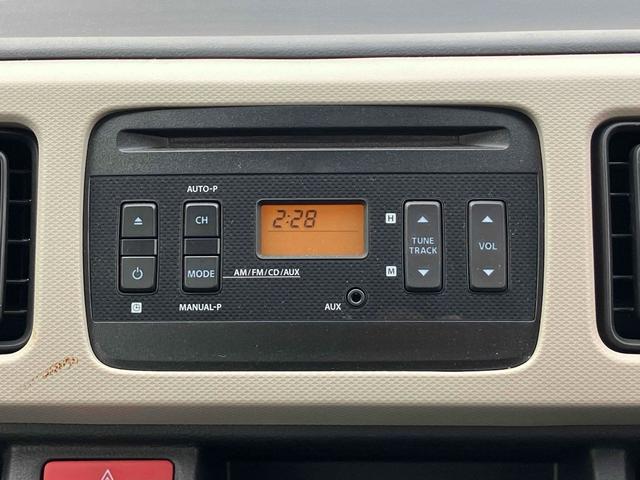 AUTO-P
CH
2:28
H
TUNE
TRACK
VOL
MODE
AM/FM/CD/AUX
M
MANUAL-P
AUX